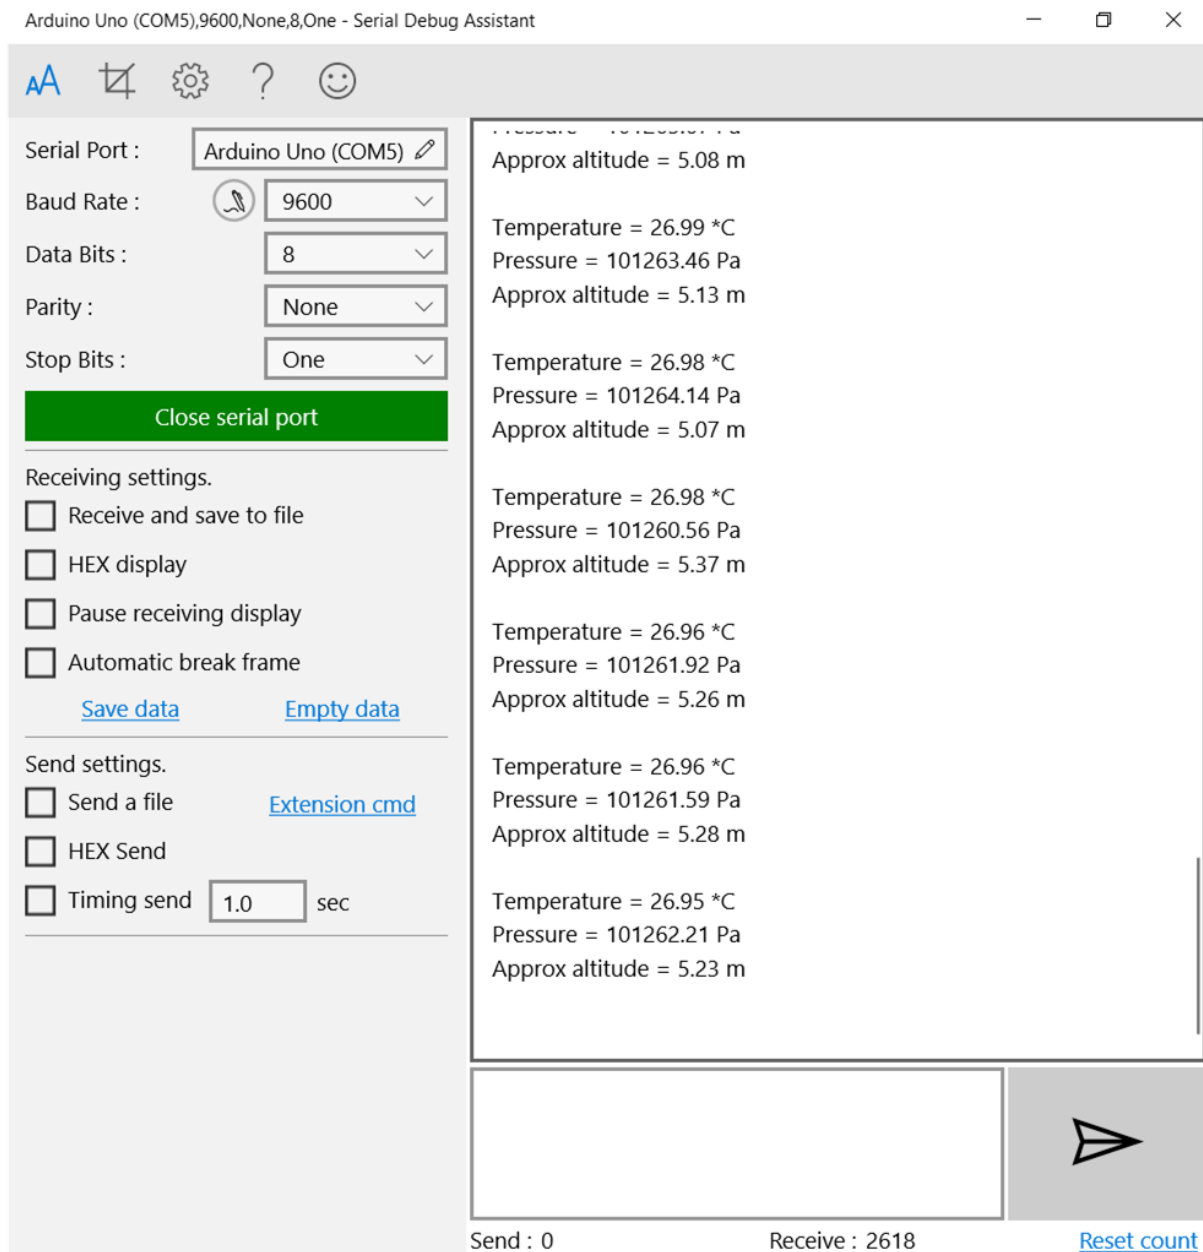 Arduino Uno (COM5),9600,None,8,One - Serial Debug Assistant
Serial Port :
Arduino Uno (COM5)
Baud Rate :
9600
Data Bits :
8
Parity :
None
Stop Bits :
One
Close serial port
Receiving settings.
Receive and save to file
HEX display
Pause receiving display
Automatic break frame
Save data
Empty data
Send settings.
Send a file
Extension cmd
HEX Send
Timing send
1.0
sec
Approx altitude = 5.08 m
Temperature = 26.99 *C
Pressure = 101263.46 Pa
Approx altitude = 5.13 m
Temperature = 26.98 *C
Pressure = 101264.14 Pa
Approx altitude = 5.07 m
Temperature = 26.98 *C
Pressure = 101260.56 Pa
Approx altitude = 5.37 m
Temperature = 26.96 *C
Pressure = 101261.92 Pa
Approx altitude = 5.26 m
Temperature = 26.96 *C
Pressure = 101261.59 Pa
Approx altitude = 5.28 m
Temperature = 26.95 *C
Pressure = 101262.21 Pa
Approx altitude = 5.23 m
Send : 0
Receive : 2618
Reset count